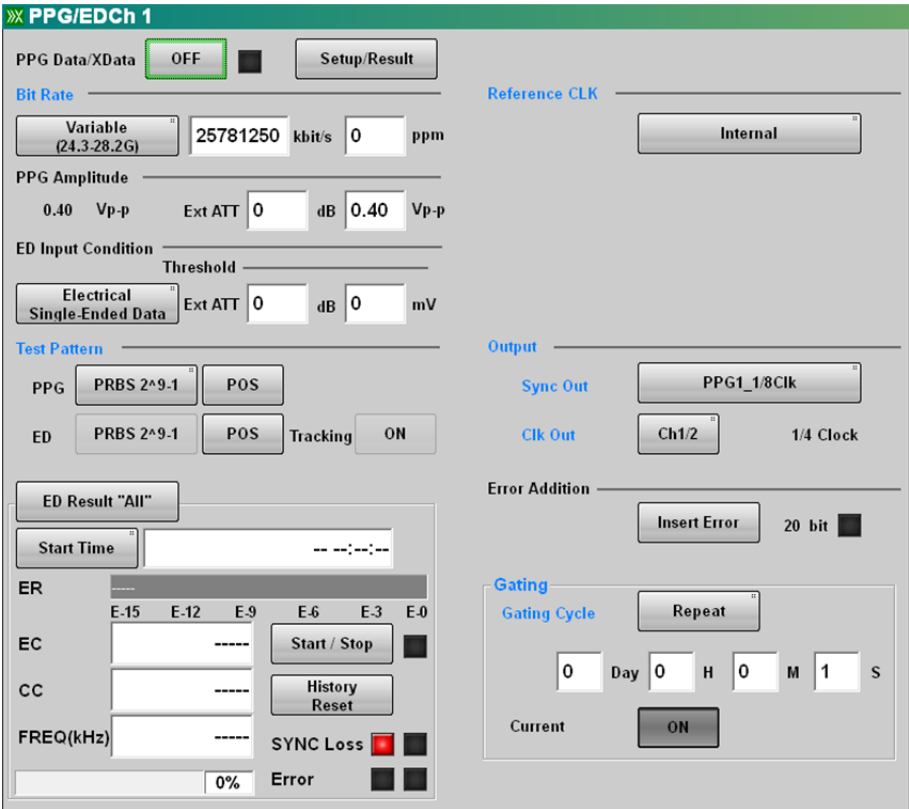 PPG/EDCh 1
PPG Data/XData OFF Setup/Result
Bit Rate
Variable
(24.3-28.2G) 25781250 kbit/s 0 ppm
PPG Amplitude
0.40 Vp-p Ext ATT 0 dB 0.40 Vp-p
ED Input Condition
Threshold
Electrical
Single-Ended Data Ext ATT 0 dB 0 mV
Test Pattern
PPG PRBS 2^9-1 POS
ED PRBS 2^9-1 POS Tracking ON
ED Result "All"
Start Time -- --:--:--
ER -----
E-15 E-12 E-9 E-6 E-3 E-0
EC ----- Start / Stop
CC ----- History
Reset
FREQ(kHz) ----- SYNC Loss
0% Error
Reference CLK
Internal
Output
Sync Out PPG1_1/8Clk
Clk Out Ch1/2 1/4 Clock
Error Addition
Insert Error 20 bit
Gating
Gating Cycle Repeat
0 Day 0 H 0 M 1 S
Current ON